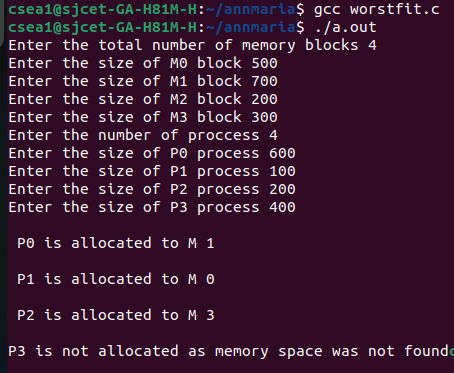 csea1@sjcet-GA-H81M-H:~/annmaria$ gcc worstfit.c
csea1@sjcet-GA-H81M-H:~/annmaria$ ./a.out
Enter the total number of memory blocks 4
Enter the size of M0 block 500
Enter the size of M1 block 700
Enter the size of M2 block 200
Enter the size of M3 block 300
Enter the number of proccess 4
Enter the size of P0 process 600
Enter the size of P1 process 100
Enter the size of P2 process 200
Enter the size of P3 process 400
P0 is allocated to M 1
P1 is allocated to M 0
P2 is allocated to M 3
P3 is not allocated as memory space was not foundc